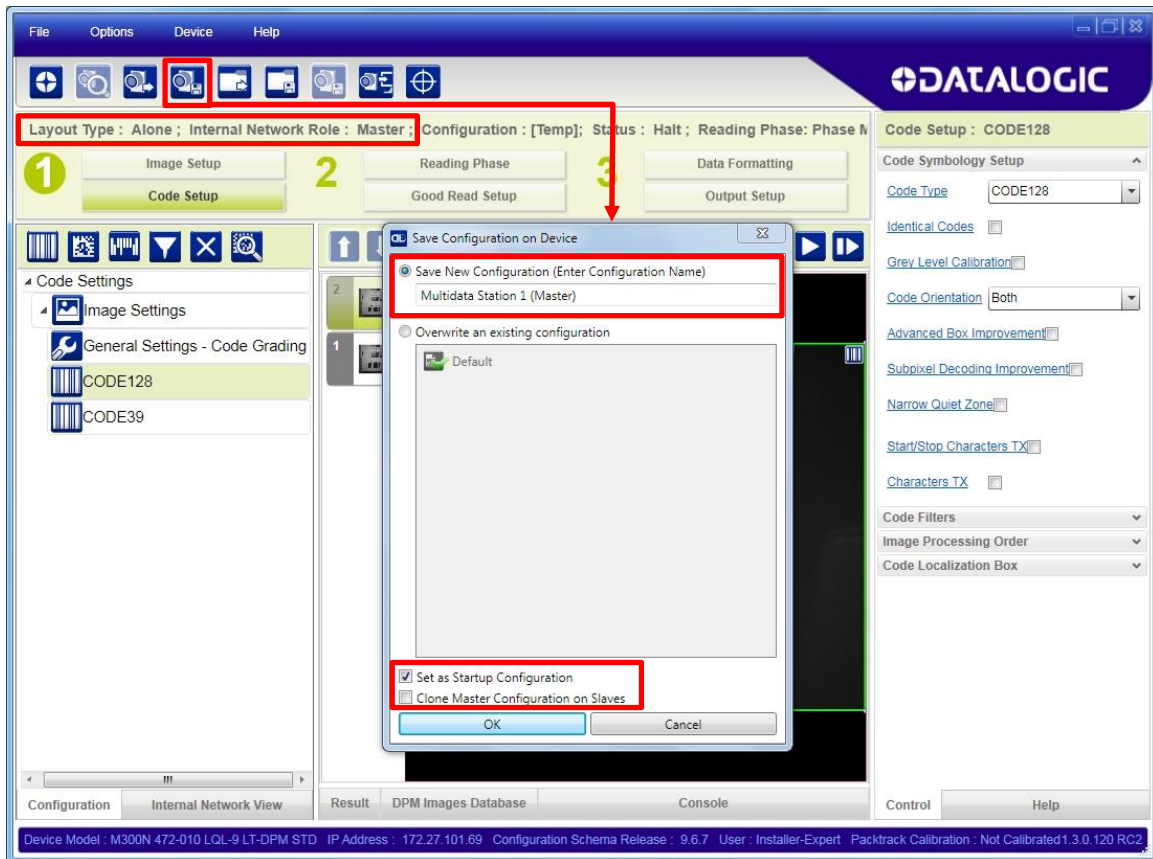 File Options Device Help
DATALOGIC
Layout Type : Alone ; Internal Network Role : Master ; Configuration : [Temp]; Status : Halt ; Reading Phase: Phase M
1
Image Setup
Code Setup
2
Reading Phase
Good Read Setup
3
Data Formatting
Output Setup
Code Settings
Image Settings
General Settings - Code Grading
CODE128
CODE39
Configuration
Internal Network View
2
1
Save Configuration on Device
Save New Configuration (Enter Configuration Name)
Multidata Station 1 (Master)
Overwrite an existing configuration
Default
Set as Startup Configuration
Clone Master Configuration on Slaves
OK
Cancel
Result
DPM Images Database
Console
Code Setup : CODE128
Code Symbology Setup
Code Type CODE128
Identical Codes
Grey Level Calibration
Code Orientation Both
Advanced Box Improvement
Subpixel Decoding Improvement
Narrow Quiet Zone
Start/Stop Characters TX
Characters TX
Code Filters
Image Processing Order
Code Localization Box
Control
Help
Device Model : M300N 472-010 LQL-9 LT-DPM STD IP Address : 172.27.101.69 Configuration Schema Release : 9.6.7 User : Installer-Expert Packtrack Calibration : Not Calibrated 1.3.0.120 RC2